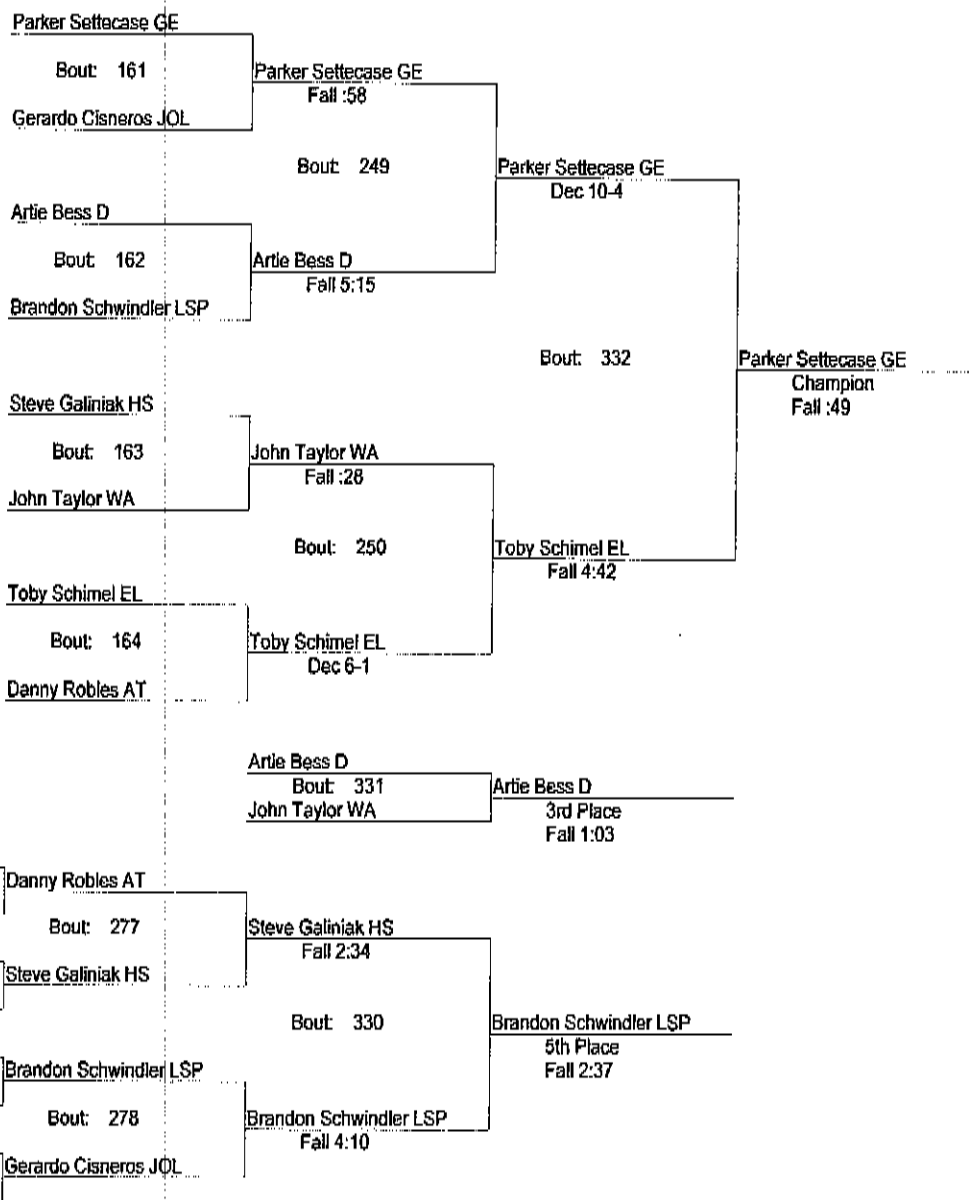 Parker Settecase GE
Bout: 161
Parker Settecase GE
Fall :58
Gerardo Cisneros JOL
Bout: 249
Parker Settecase GE
Dec 10-4
Artie Bess D
Bout: 162
Artie Bess D
Fall 5:15
Brandon Schwindler LSP
Bout: 332
Parker Settecase GE
Champion
Fall :49
Steve Galiniak HS
Bout: 163
John Taylor WA
Fall :28
John Taylor WA
Bout: 250
Toby Schimel EL
Fall 4:42
Toby Schimel EL
Bout: 164
Toby Schimel EL
Dec 6-1
Danny Robles AT
Artie Bess D
Bout: 331
Artie Bess D
John Taylor WA
3rd Place
Fall 1:03
Danny Robles AT
Bout: 277
Steve Galiniak HS
Fall 2:34
Steve Galiniak HS
Bout: 330
Brandon Schwindler LSP
5th Place
Fall 2:37
Brandon Schwindler LSP
Bout: 278
Brandon Schwindler LSP
Fall 4:10
Gerardo Cisneros JOL